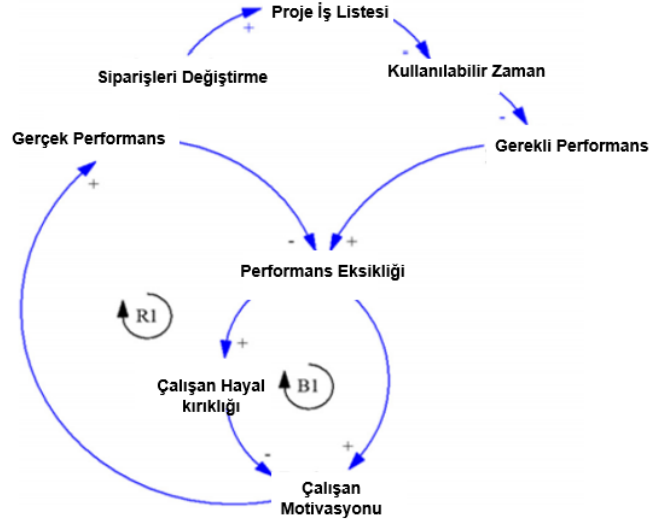 Proje İş Listesi
+
-
Siparişleri Değiştirme
Kullanılabilir Zaman
-
Gerçek Performans
Gerekli Performans
+
-
+
Performans Eksikliği
R1
+
Çalışan Hayal
kırıklığı
B1
-
+
Çalışan
Motivasyonu